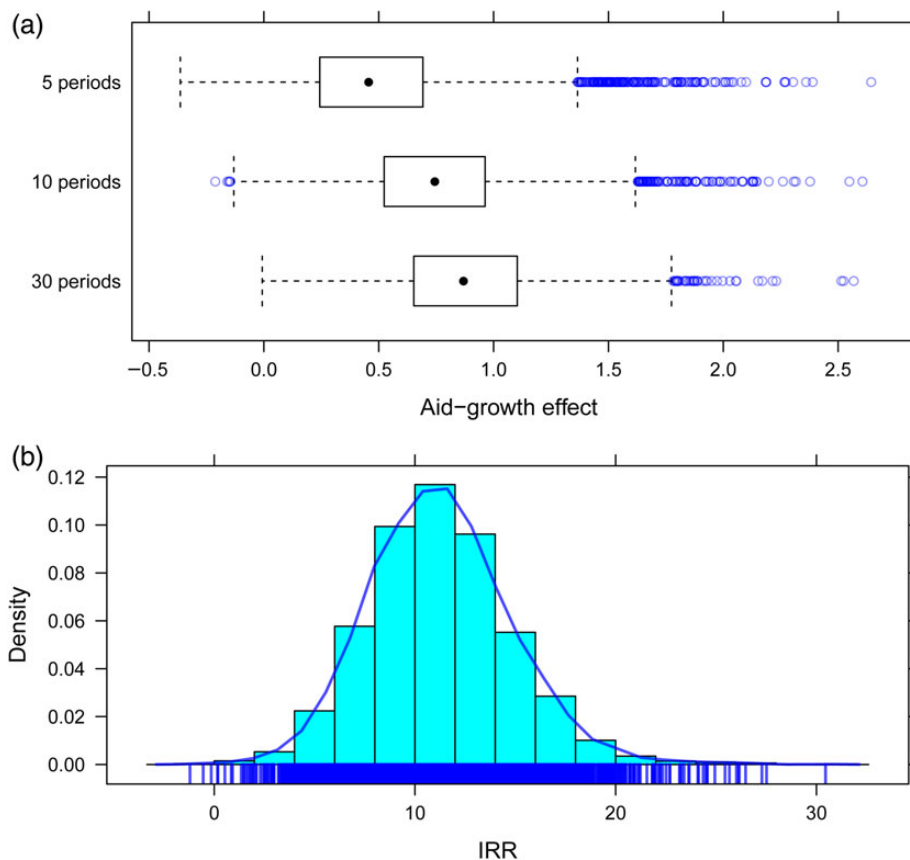 (a)
5 periods
10 periods
30 periods
−0.5 0.0 0.5 1.0 1.5 2.0 2.5
Aid−growth effect
(b)
0.12
0.10
0.08
0.06
0.04
0.02
0.00
Density
0 10 20 30
IRR